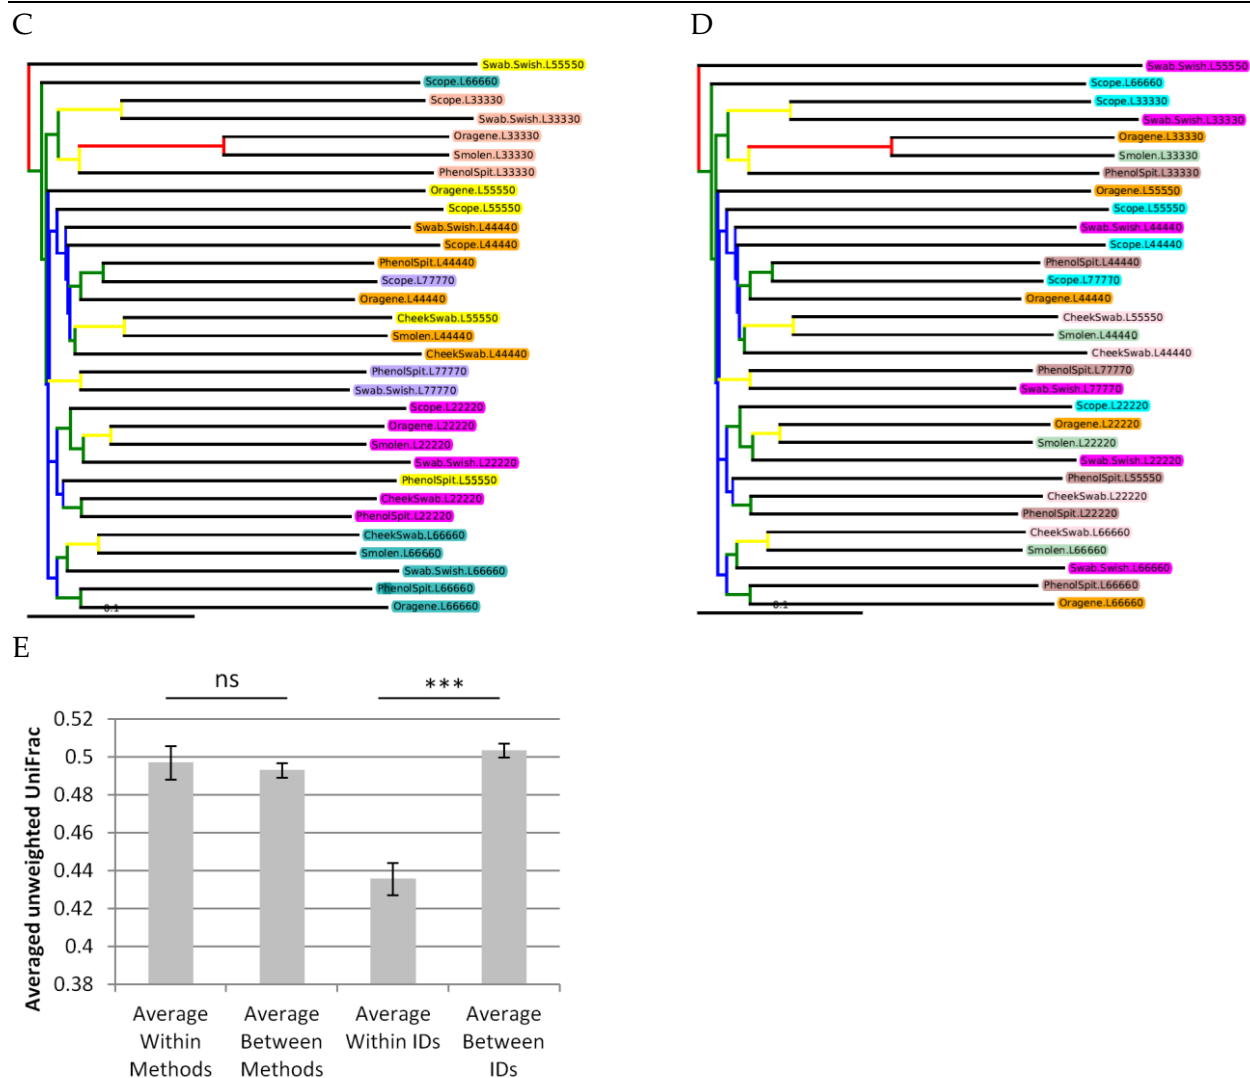 C
D
Swab.Swish.L55550
Scope.L66660
Scope.L33330
Swab.Swish.L33330
Oragene.L33330
Smolen.L33330
PhenolSpit.L33330
Oragene.L55550
Scope.L55550
Swab.Swish.L44440
Scope.L44440
PhenolSpit.L44440
Scope.L77770
Oragene.L44440
CheekSwab.L55550
Smolen.L44440
CheekSwab.L44440
PhenolSpit.L77770
Swab.Swish.L77770
Scope.L22220
Oragene.L22220
Smolen.L22220
Swab.Swish.L22220
PhenolSpit.L55550
CheekSwab.L22220
PhenolSpit.L22220
CheekSwab.L66660
Smolen.L66660
Swab.Swish.L66660
PhenolSpit.L66660
Oragene.L66660
0.1
Swab.Swish.L55550
Scope.L66660
Scope.L33330
Swab.Swish.L33330
Oragene.L33330
Smolen.L33330
PhenolSpit.L33330
Oragene.L55550
Scope.L55550
Swab.Swish.L44440
Scope.L44440
PhenolSpit.L44440
Scope.L77770
Oragene.L44440
CheekSwab.L55550
Smolen.L44440
CheekSwab.L44440
PhenolSpit.L77770
Swab.Swish.L77770
Scope.L22220
Oragene.L22220
Smolen.L22220
Swab.Swish.L22220
PhenolSpit.L55550
CheekSwab.L22220
PhenolSpit.L22220
CheekSwab.L66660
Smolen.L66660
Swab.Swish.L66660
PhenolSpit.L66660
Oragene.L66660
0.1
E
ns
***
Averaged unweighted UniFrac
0.52
0.5
0.48
0.46
0.44
0.42
0.4
0.38
Average
Within
Methods
Average
Between
Methods
Average
Within IDs
Average
Between
IDs